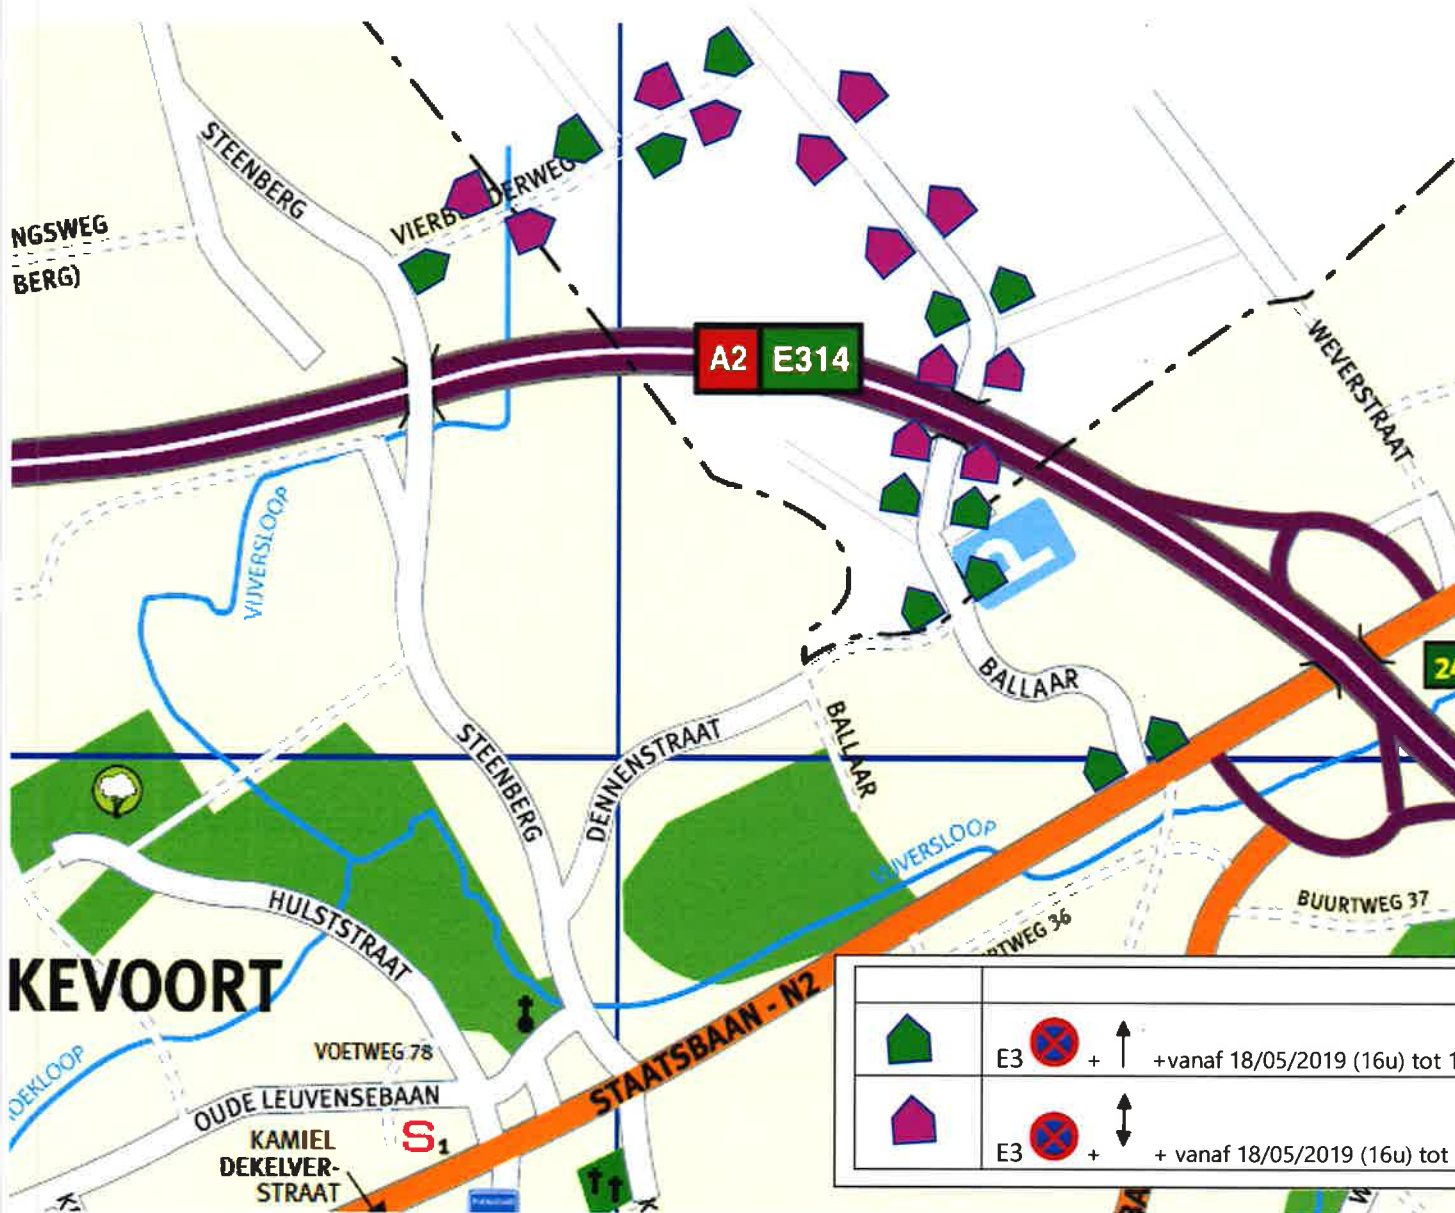 STEENBERG
NGSWEG
BERG)
A2 E314
WEVERSTRAAT
VIJVERSLOOP
BALLAAR
BALLAAR
STEENBERG
DENNENSTRAAT
24
VIJVERSLOOP
HULSTSTRAAT
BUURTWEG 37
RTWEG 36
KEVOORT
STAATSBAAN - N2
VOETWEG 78
OEKLOOP
OUDE LEUVENSEBAAN
KAMIEL
DEKELVER-
STRAAT
S1
E3 + +vanaf 18/05/2019 (16u) tot 1
E3 + + vanaf 18/05/2019 (16u) tot